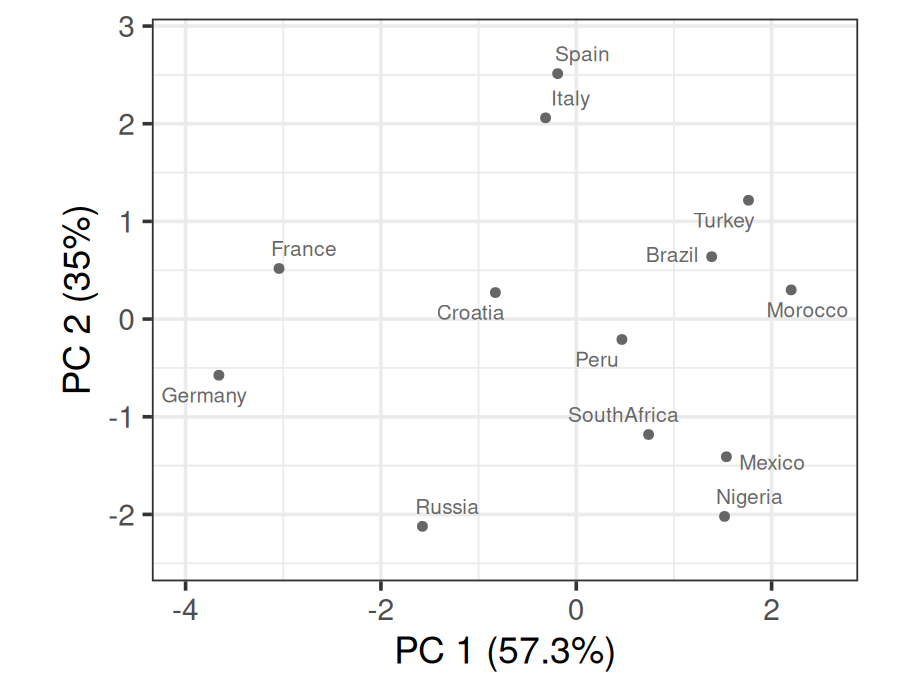 3
Spain
Italy
2
Turkey
1
France
Brazil
Morocco
0
Croatia
Peru
Germany
-1
SouthAfrica
Mexico
Nigeria
Russia
-2
PC 2 (35%)
-4
-2
0
2
PC 1 (57.3%)